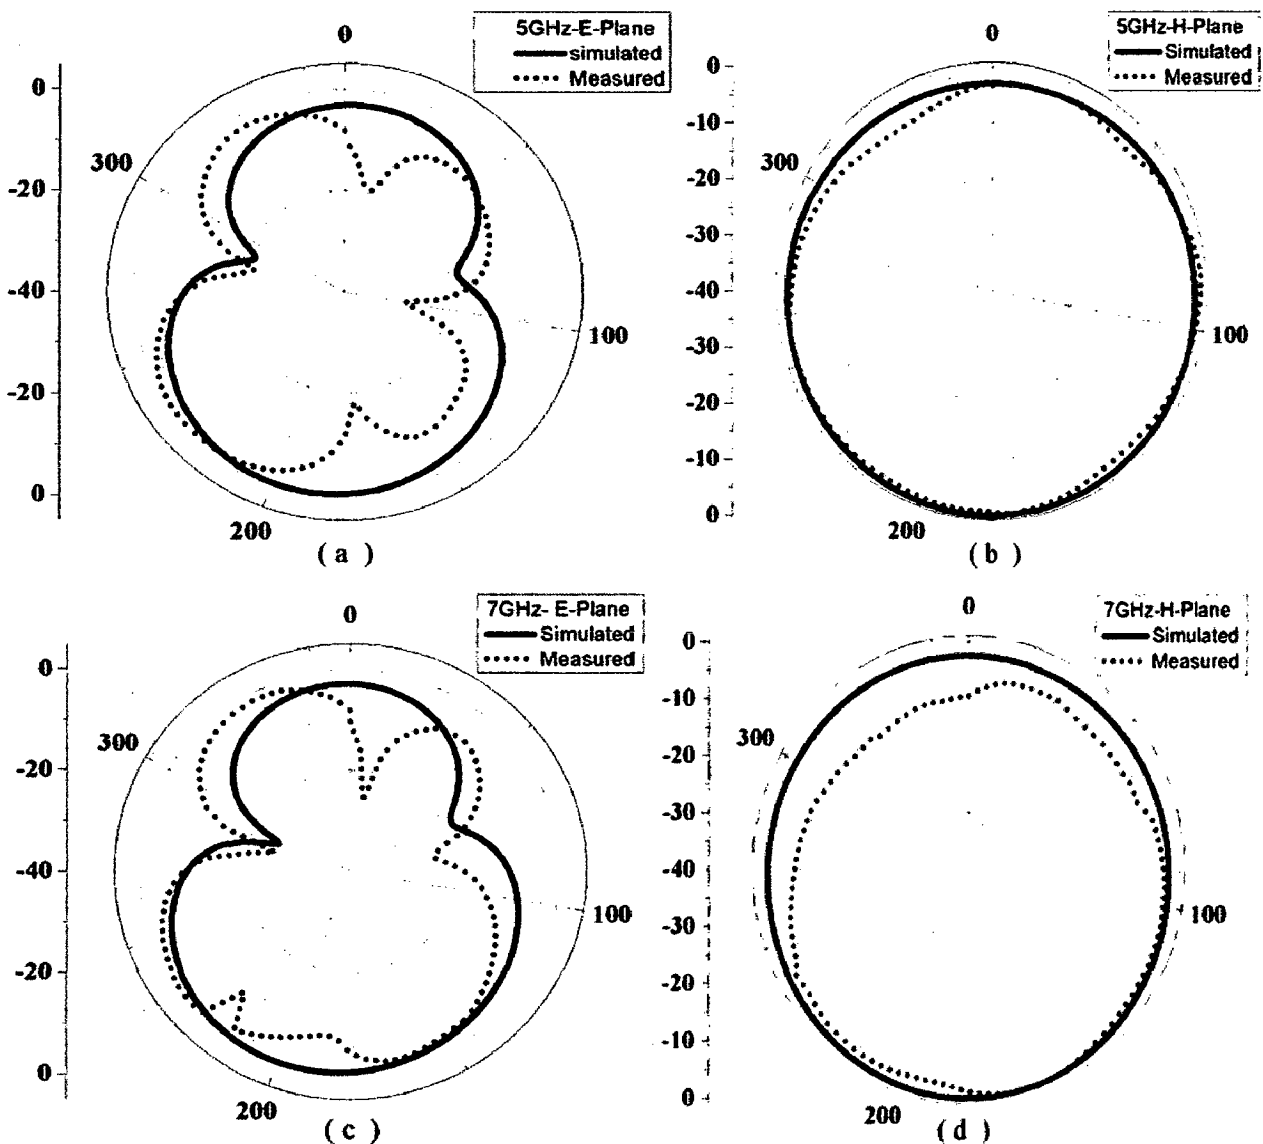 5GHz-E-Plane
simulated
Measured
0
0
-20
-40
-20
0
300
100
200
( a )
5GHz-H-Plane
Simulated
Measured
0
0
-10
-20
-30
-40
-30
-20
-10
0
300
100
200
( b )
7GHz- E-Plane
Simulated
Measured
0
0
-20
-40
-20
0
300
100
200
( c )
7GHz-H-Plane
Simulated
Measured
0
0
-10
-20
-30
-40
-30
-20
-10
0
300
100
200
( d )